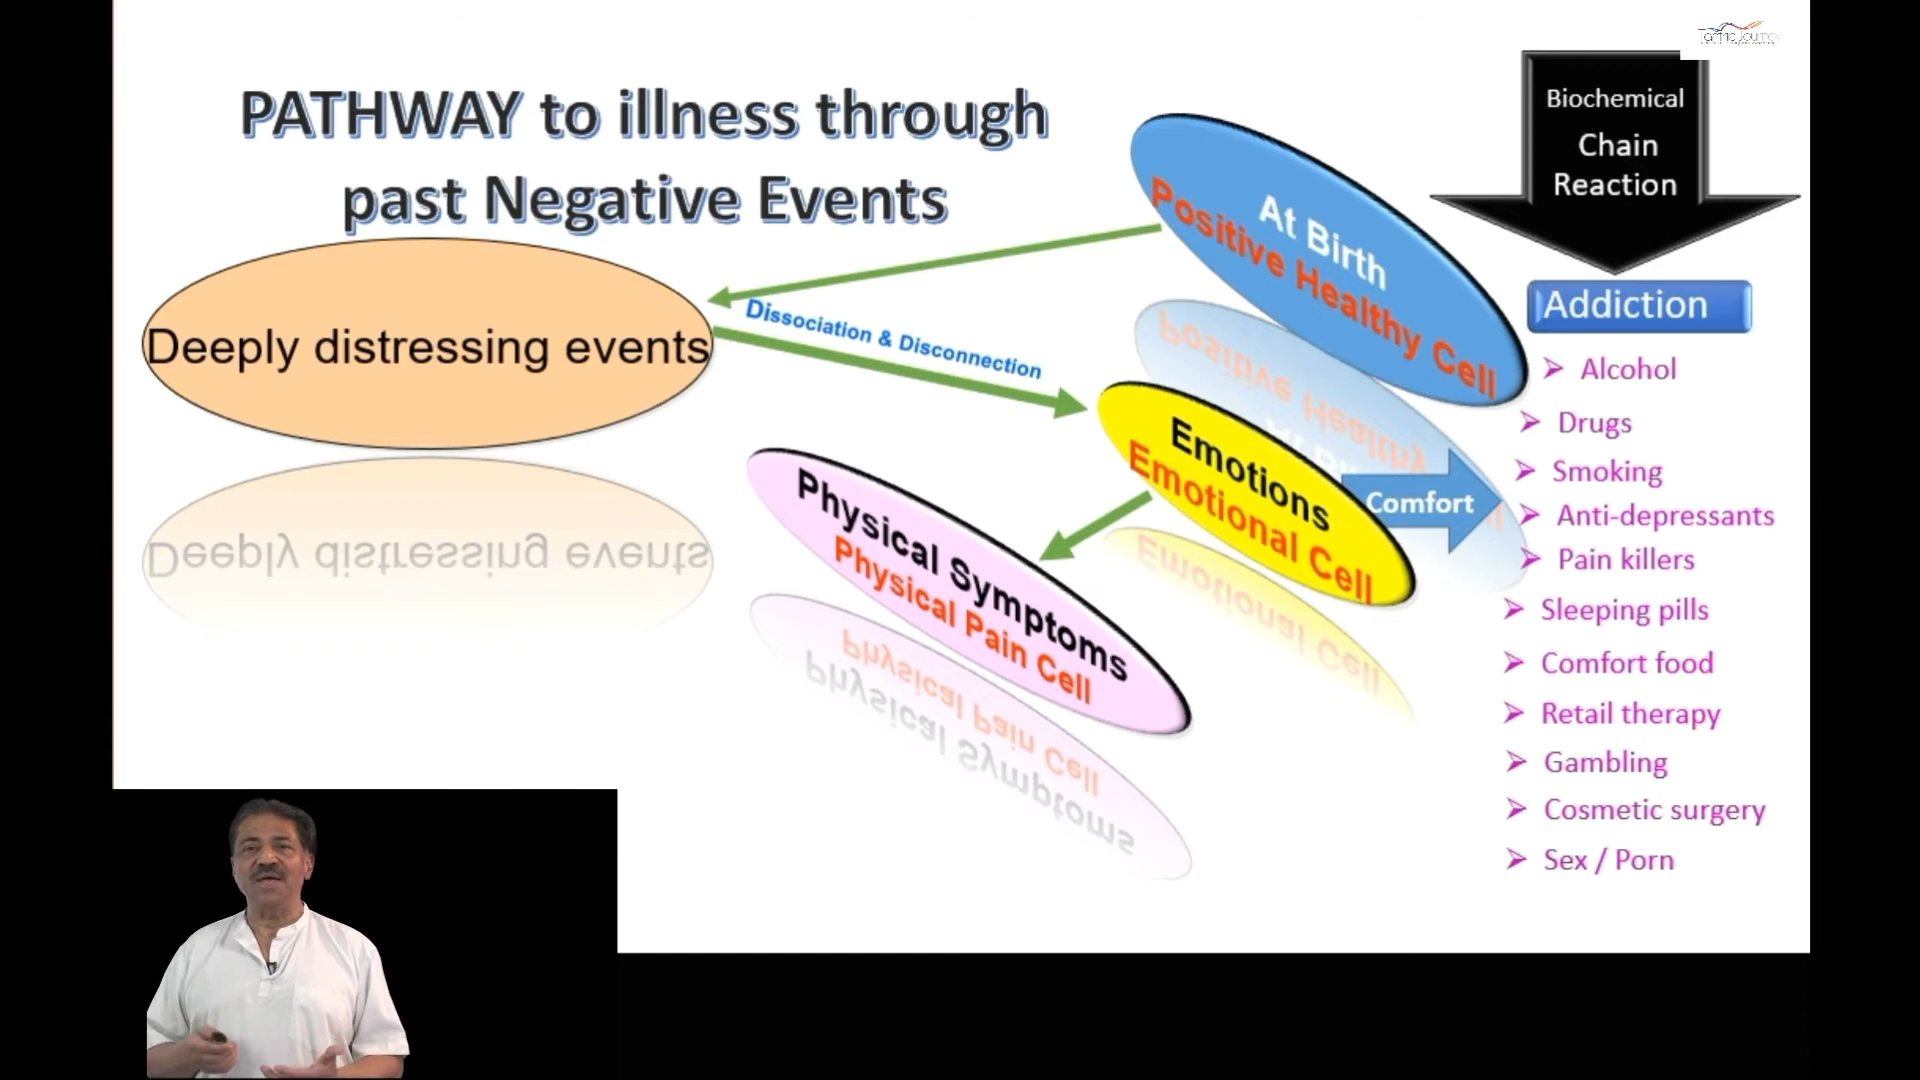 Tantric Journey
PATHWAY to illness through
past Negative Events
Biochemical
Chain
Reaction
At Birth
Positive Healthy Cell
Deeply distressing events
Dissociation & Disconnection
Emotions
Emotional Cell
Comfort
Physical Symptoms
Physical Pain Cell
Addiction
Alcohol
Drugs
Smoking
Anti-depressants
Pain killers
Sleeping pills
Comfort food
Retail therapy
Gambling
Cosmetic surgery
Sex / Porn